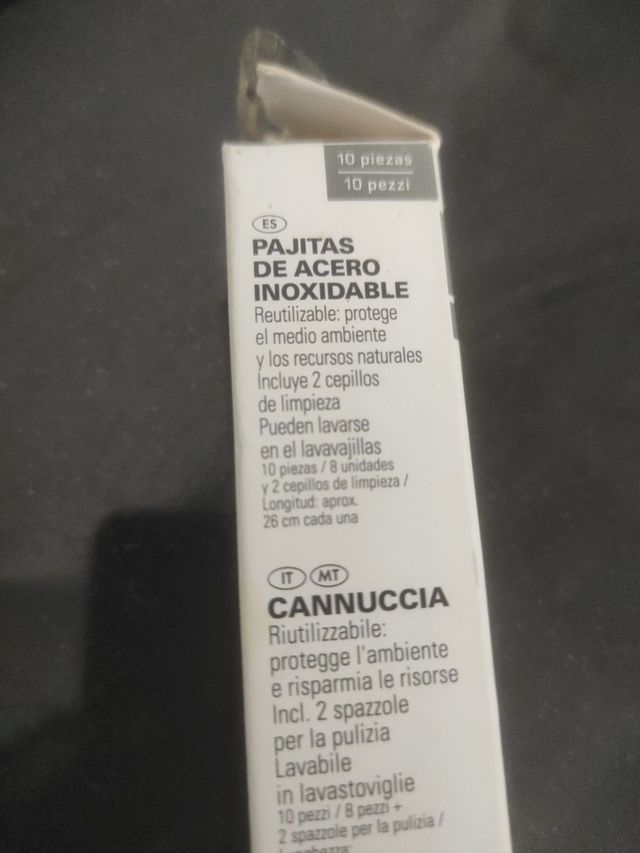 10 piezas
10 pezzi
ES
PAJITAS
DE ACERO
INOXIDABLE
Reutilizable: protege
el medio ambiente
y los recursos naturales
Incluye 2 cepillos
de limpieza
Pueden lavarse
en el lavavajillas
10 piezas / 8 unidades
y 2 cepillos de limpieza /
Longitud: aprox.
26 cm cada una
IT MT
CANNUCCIA
Riutilizzabile:
protegge l'ambiente
e risparmia le risorse
Incl. 2 spazzole
per la pulizia
Lavabile
in lavastoviglie
10 pezzi / 8 pezzi +
2 spazzole per la pulizia /